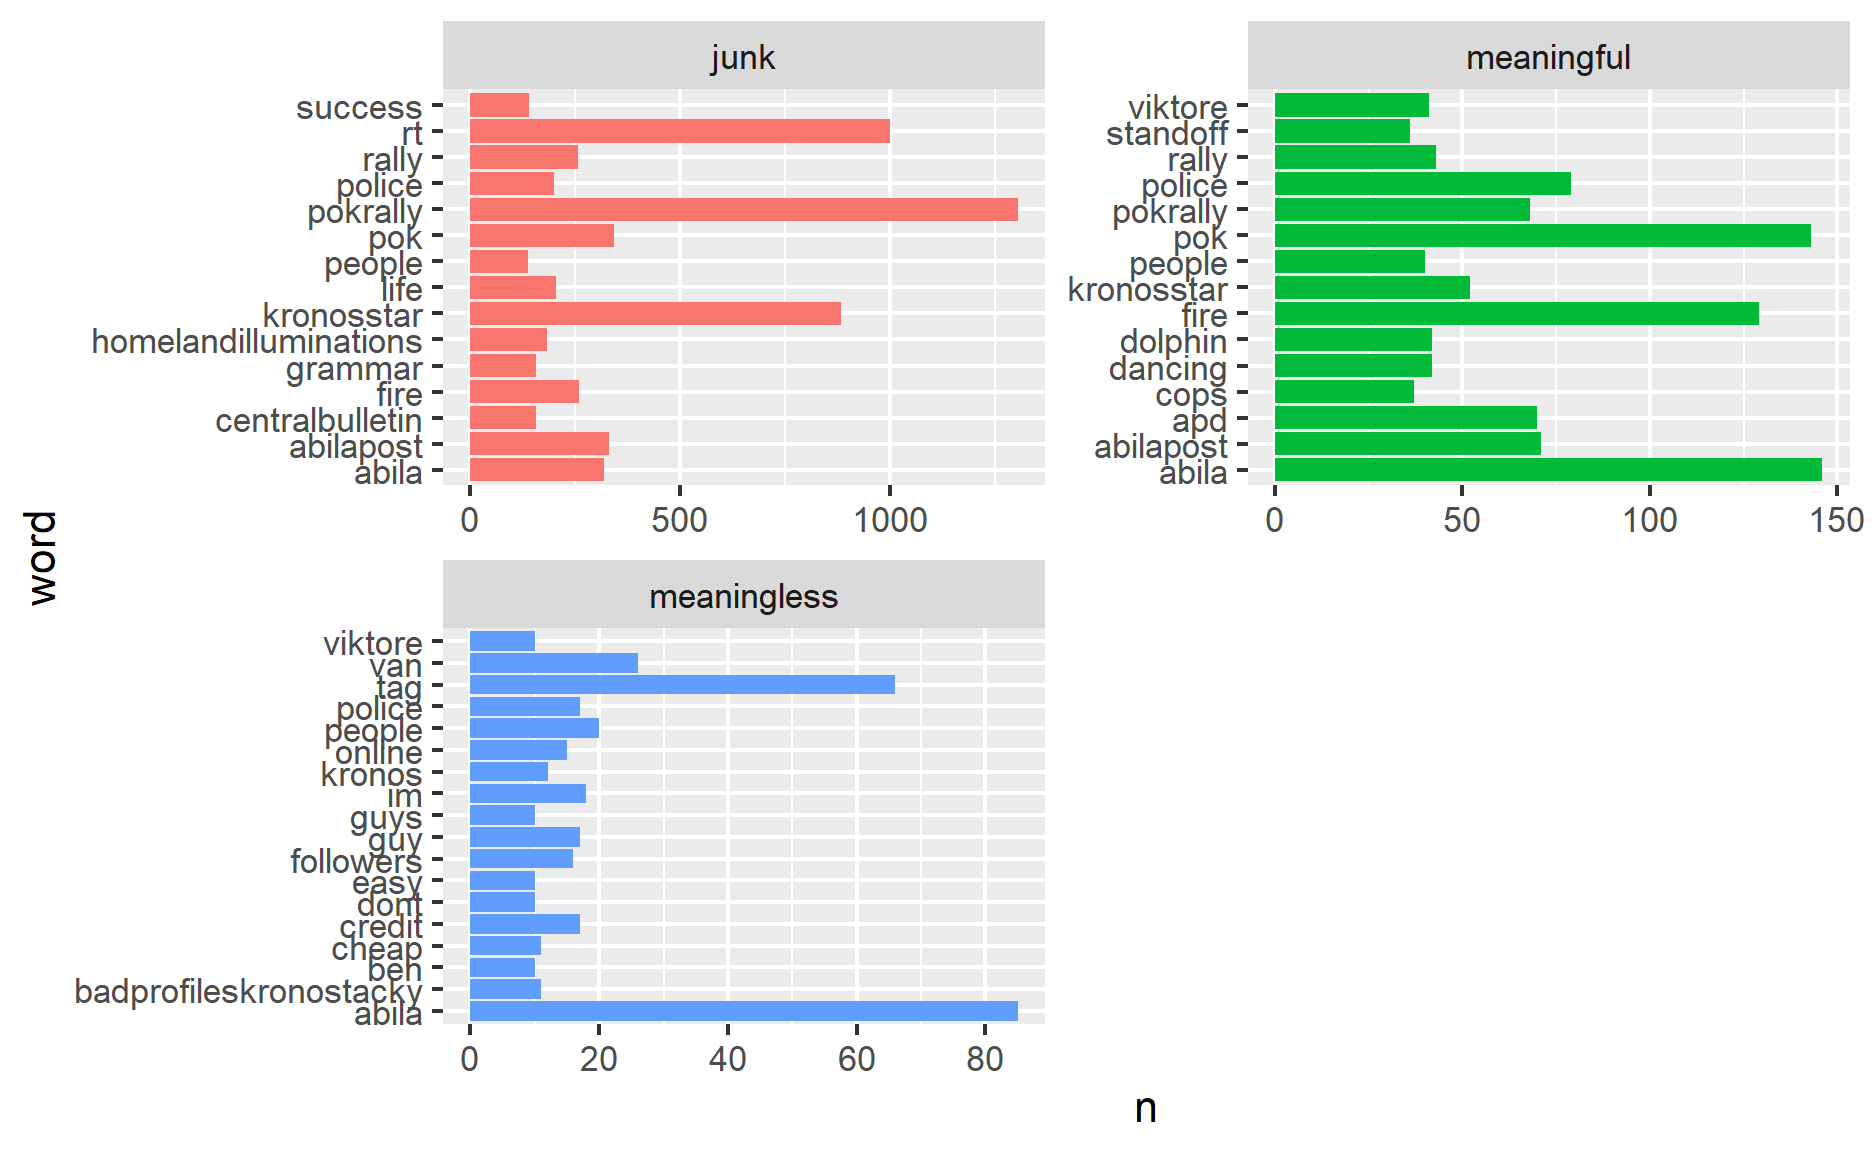 junk
success
rt
rally
police
pokrally
pok
people
life
kronosstar
homelandilluminations
grammar
fire
centralbulletin
abilapost
abila
0 500 1000
meaningful
viktore
standoff
rally
police
pokrally
pok
people
kronosstar
fire
dolphin
dancing
cops
apd
abilapost
abila
0 50 100 150
word
meaningless
viktore
van
tag
police
people
online
kronos
im
guys
guy
followers
easy
dont
credit
cheap
ben
badprofileskronostacky
abila
0 20 40 60 80
n